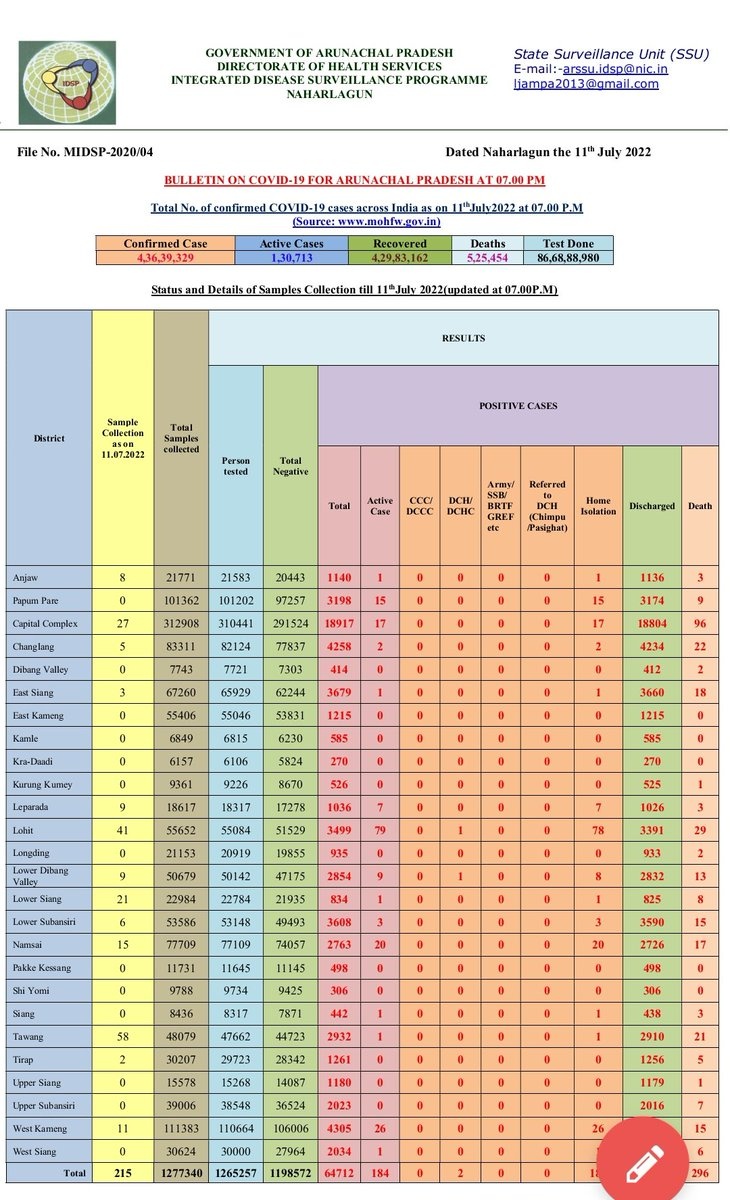 IDSP
GOVERNMENT OF ARUNACHAL PRADESH
DIRECTORATE OF HEALTH SERVICES
INTEGRATED DISEASE SURVEILLANCE PROGRAMME
NAHARLAGUN
State Surveillance Unit (SSU)
E-mail:-arssu.idsp@nic.in
ljampa2013@gmail.com
File No. MIDSP-2020/04 Dated Naharlagun the 11th July 2022
BULLETIN ON COVID-19 FOR ARUNACHAL PRADESH AT 07.00 PM
Total No. of confirmed COVID-19 cases across India as on 11thJuly2022 at 07.00 P.M
(Source: www.mohfw.gov.in)
Confirmed Case Active Cases Recovered Deaths Test Done
4,36,39,329 1,30,713 4,29,83,162 5,25,454 86,68,88,980
Status and Details of Samples Collection till 11thJuly 2022(updated at 07.00P.M)
RESULTS
POSITIVE CASES
District
Sample
Collection
as on
11.07.2022
Total
Samples
collected
Person
tested
Total
Negative
Total
Active
Case
CCC/
DCCC
DCH/
DCHC
Army/
SSB/
BRTF
GREF
etc
Referred
to
DCH
(Chimpu
/Pasighat)
Home
Isolation
Discharged
Death
Anjaw 8 21771 21583 20443 1140 1 0 0 0 0 1 1136 3
Papum Pare 0 101362 101202 97257 3198 15 0 0 0 0 15 3174 9
Capital Complex 27 312908 310441 291524 18917 17 0 0 0 0 17 18804 96
Changlang 5 83311 82124 77837 4258 2 0 0 0 0 2 4234 22
Dibang Valley 0 7743 7721 7303 414 0 0 0 0 0 0 412 2
East Siang 3 67260 65929 62244 3679 1 0 0 0 0 1 3660 18
East Kameng 0 55406 55046 53831 1215 0 0 0 0 0 0 1215 0
Kamle 0 6849 6815 6230 585 0 0 0 0 0 0 585 0
Kra-Daadi 0 6157 6106 5824 270 0 0 0 0 0 0 270 0
Kurung Kumey 0 9361 9226 8670 526 0 0 0 0 0 0 525 1
Leparada 9 18617 18317 17278 1036 7 0 0 0 0 7 1026 3
Lohit 41 55652 55084 51529 3499 79 0 1 0 0 78 3391 29
Longding 0 21153 20919 19855 935 0 0 0 0 0 0 933 2
Lower Dibang
Valley 9 50679 50142 47175 2854 9 0 1 0 0 8 2832 13
Lower Siang 21 22984 22784 21935 834 1 0 0 0 0 1 825 8
Lower Subansiri 6 53586 53148 49493 3608 3 0 0 0 0 3 3590 15
Namsai 15 77709 77109 74057 2763 20 0 0 0 0 20 2726 17
Pakke Kessang 0 11731 11645 11145 498 0 0 0 0 0 0 498 0
Shi Yomi 0 9788 9734 9425 306 0 0 0 0 0 0 306 0
Siang 0 8436 8317 7871 442 1 0 0 0 0 1 438 3
Tawang 58 48079 47662 44723 2932 1 0 0 0 0 1 2910 21
Tirap 2 30207 29723 28342 1261 0 0 0 0 0 0 1256 5
Upper Siang 0 15578 15268 14087 1180 0 0 0 0 0 0 1179 1
Upper Subansiri 0 39006 38548 36524 2023 0 0 0 0 0 0 2016 7
West Kameng 11 111383 110664 106006 4305 26 0 0 0 0 26 15
West Siang 0 30624 30000 27964 2034 1 0 0 0 0 6
Total 215 1277340 1265257 1198572 64712 184 0 2 0 0 296